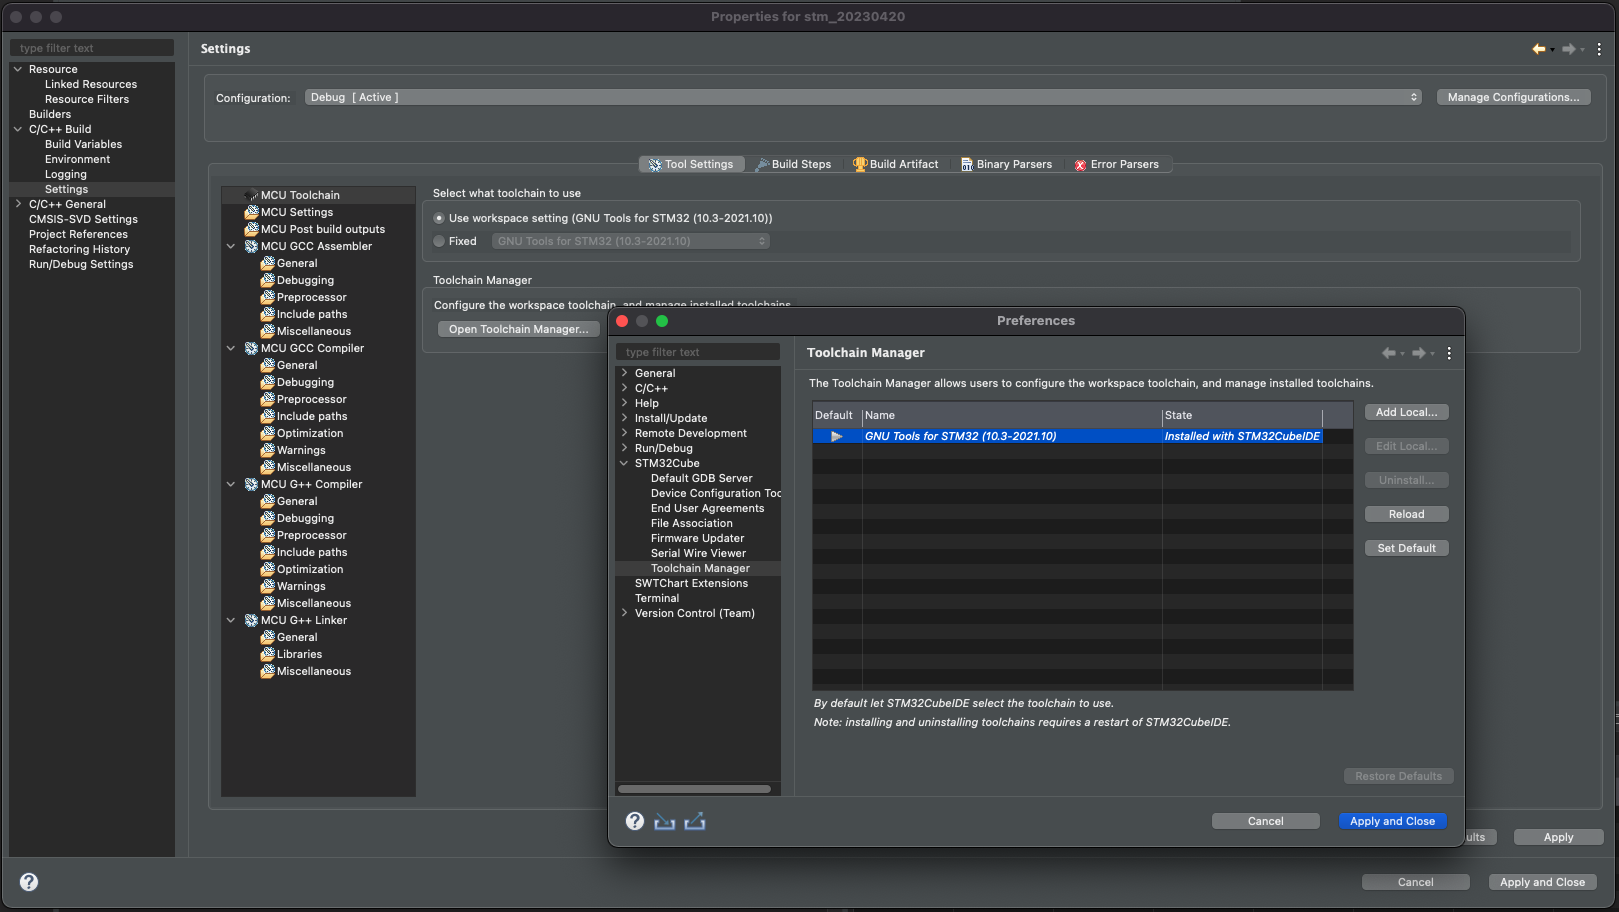 Properties for stm_20230420
type filter text
Resource
Linked Resources
Resource Filters
Builders
C/C++ Build
Build Variables
Environment
Logging
Settings
C/C++ General
CMSIS-SVD Settings
Project References
Refactoring History
Run/Debug Settings
Settings
Configuration:
Debug [ Active ]
Manage Configurations...
Tool Settings
Build Steps
Build Artifact
Binary Parsers
Error Parsers
MCU Toolchain
MCU Settings
MCU Post build outputs
MCU GCC Assembler
General
Debugging
Preprocessor
Include paths
Miscellaneous
MCU GCC Compiler
General
Debugging
Preprocessor
Include paths
Optimization
Warnings
Miscellaneous
MCU G++ Compiler
General
Debugging
Preprocessor
Include paths
Optimization
Warnings
Miscellaneous
MCU G++ Linker
General
Libraries
Miscellaneous
Select what toolchain to use
Use workspace setting (GNU Tools for STM32 (10.3-2021.10))
Fixed
GNU Tools for STM32 (10.3-2021.10)
Toolchain Manager
Configure the workspace toolchain, and manage installed toolchains.
Open Toolchain Manager...
Preferences
type filter text
General
C/C++
Help
Install/Update
Remote Development
Run/Debug
STM32Cube
Default GDB Server
Device Configuration Too
End User Agreements
File Association
Firmware Updater
Serial Wire Viewer
Toolchain Manager
SWTChart Extensions
Terminal
Version Control (Team)
Toolchain Manager
The Toolchain Manager allows users to configure the workspace toolchain, and manage installed toolchains.
Default Name State
GNU Tools for STM32 (10.3-2021.10) Installed with STM32CubeIDE
Add Local...
Edit Local...
Uninstall...
Reload
Set Default
By default let STM32CubeIDE select the toolchain to use.
Note: installing and uninstalling toolchains requires a restart of STM32CubeIDE.
Restore Defaults
Cancel
Apply and Close
ults
Apply
Cancel
Apply and Close